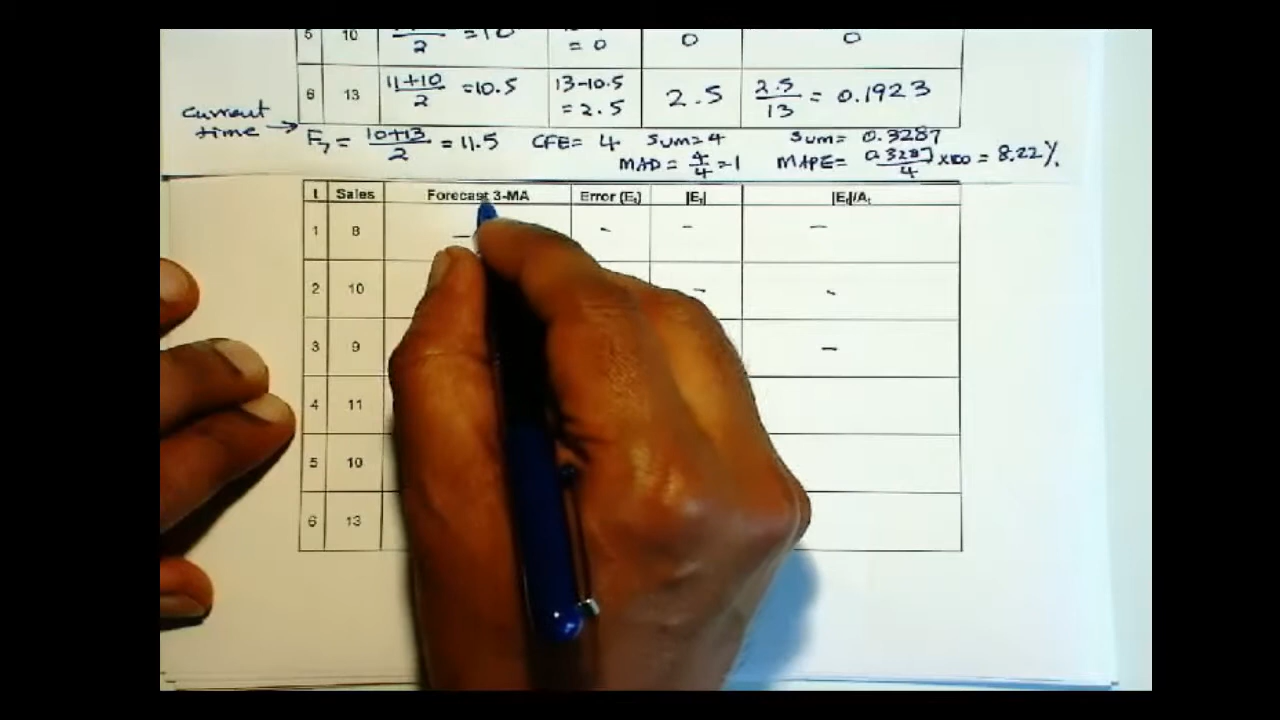 5 10 2 =10 = 0 0 0
6 13 11+10 =10.5 13-10.5 2.5 2.5 = 0.1923
2 = 2.5 13
Current
time → F7 = 10+13 = 11.5 CFE= 4 Sum=4 Sum= 0.3287
2 MAD = 4/4 =1 MAPE= 0.3287/4 ×100 = 8.22%
t Sales Forecast 3-MA Error (Et) |Et| |Et|/At
1 8 — - - —
2 10 - -
3 9 —
4 11
5 10
6 13